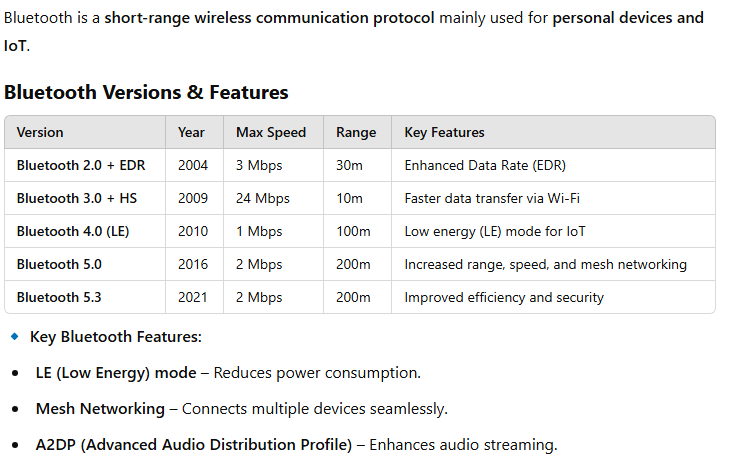 Bluetooth is a short-range wireless communication protocol mainly used for personal devices and
IoT.
Bluetooth Versions & Features
Version Year Max Speed Range Key Features
Bluetooth 2.0 + EDR 2004 3 Mbps 30m Enhanced Data Rate (EDR)
Bluetooth 3.0 + HS 2009 24 Mbps 10m Faster data transfer via Wi-Fi
Bluetooth 4.0 (LE) 2010 1 Mbps 100m Low energy (LE) mode for IoT
Bluetooth 5.0 2016 2 Mbps 200m Increased range, speed, and mesh networking
Bluetooth 5.3 2021 2 Mbps 200m Improved efficiency and security
🔹 Key Bluetooth Features:
• LE (Low Energy) mode – Reduces power consumption.
• Mesh Networking – Connects multiple devices seamlessly.
• A2DP (Advanced Audio Distribution Profile) – Enhances audio streaming.